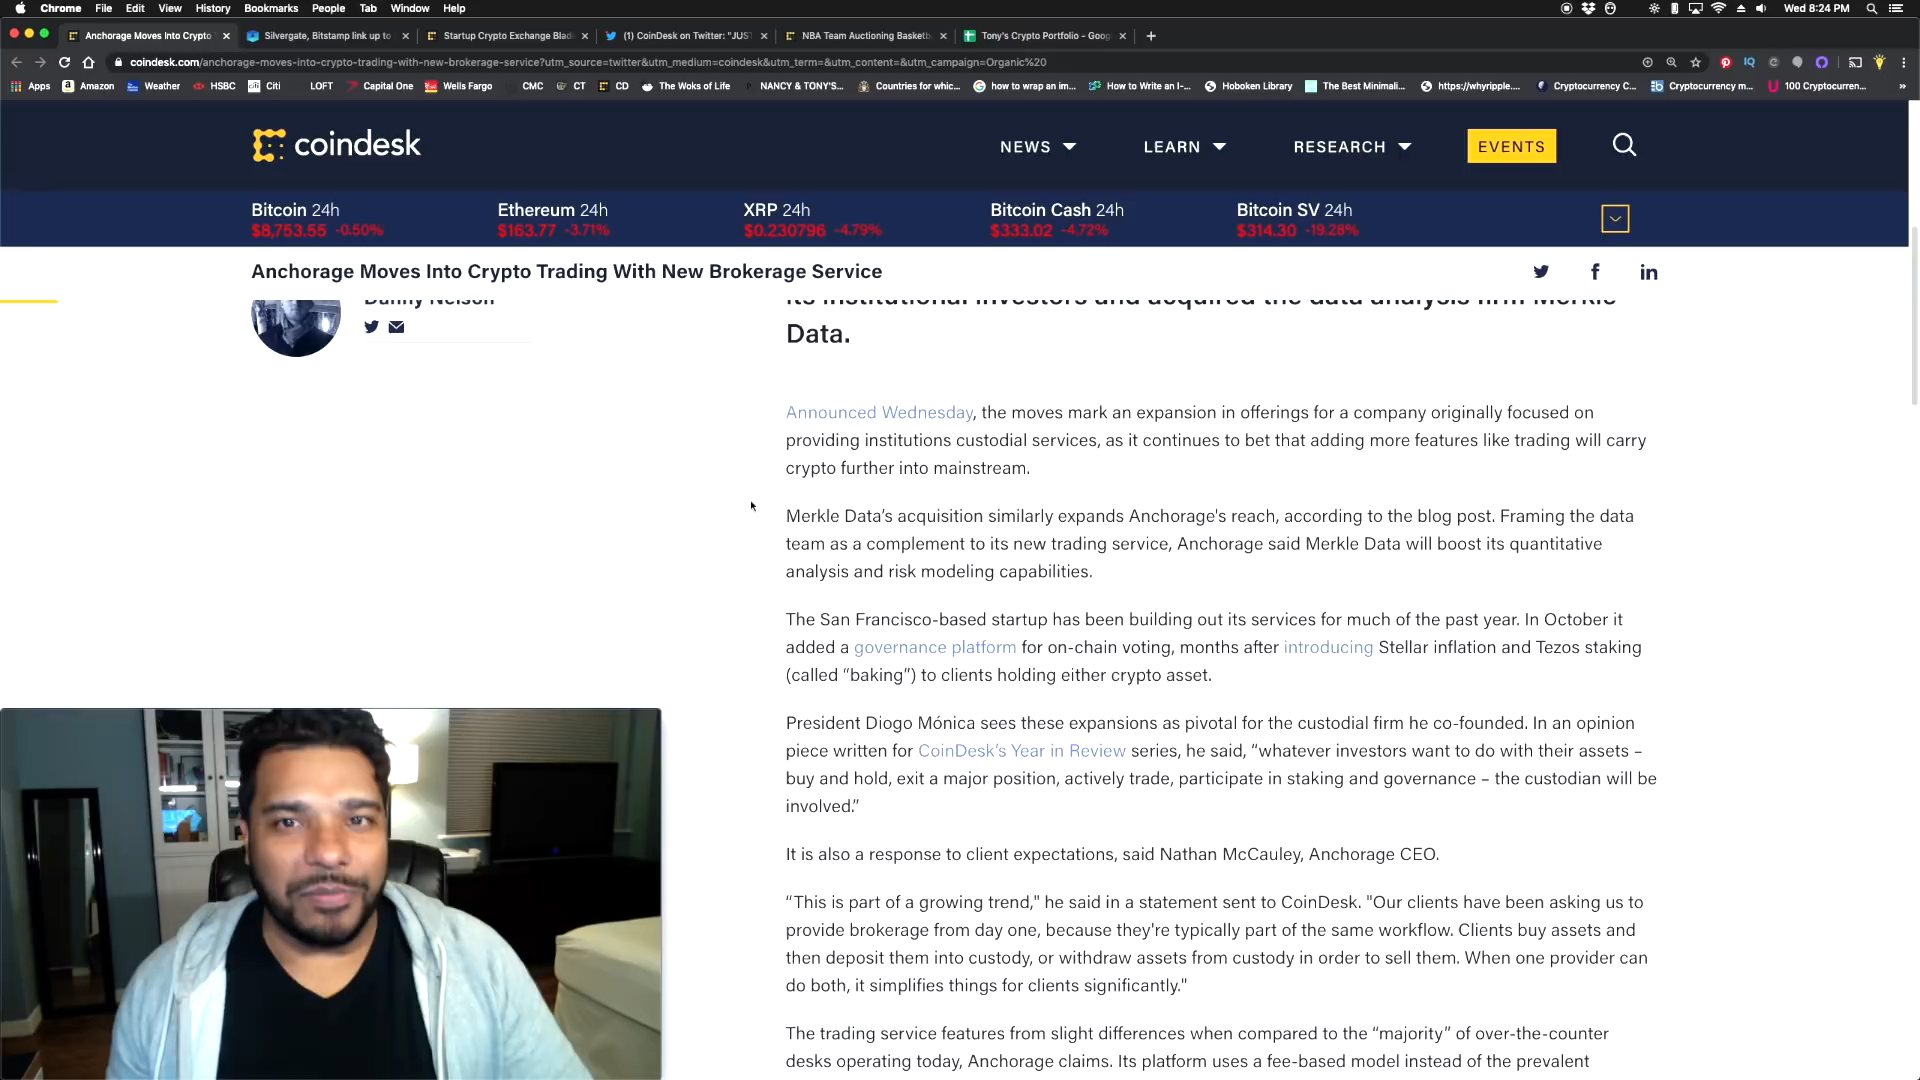 Chrome File Edit View History Bookmarks People Tab Window Help Wed 8:24 PM
Anchorage Moves Into Crypto Silvergate, Bitstamp link up to Startup Crypto Exchange Blad (1) CoinDesk on Twitter: "JUS NBA Team Auctioning Basketb Tony's Crypto Portfolio - Goog
coindesk.com/anchorage-moves-into-crypto-trading-with-new-brokerage-service?utm_source=twitter&utm_medium=coindesk&utm_term=&utm_content=&utm_campaign=Organic%20
Apps Amazon Weather HSBC Citi LOFT Capital One Wells Fargo CMC CT CD The Woks of Life NANCY & TONY'S... Countries for whic... how to wrap an im... How to Write an I-... Hoboken Library The Best Minimali... https://whyripple.... Cryptocurrency C... Cryptocurrency m... 100 Cryptocurren...
coindesk NEWS LEARN RESEARCH EVENTS
Bitcoin 24h Ethereum 24h XRP 24h Bitcoin Cash 24h Bitcoin SV 24h
$8,753.55 -0.50% $163.77 -3.71% $0.230796 -4.79% $333.02 -4.72% $314.30 -19.28%
Anchorage Moves Into Crypto Trading With New Brokerage Service
Danny Nelson
its institutional investors and acquired the data analysis firm Merkle
Data.
Announced Wednesday, the moves mark an expansion in offerings for a company originally focused on
providing institutions custodial services, as it continues to bet that adding more features like trading will carry
crypto further into mainstream.
Merkle Data’s acquisition similarly expands Anchorage's reach, according to the blog post. Framing the data
team as a complement to its new trading service, Anchorage said Merkle Data will boost its quantitative
analysis and risk modeling capabilities.
The San Francisco-based startup has been building out its services for much of the past year. In October it
added a governance platform for on-chain voting, months after introducing Stellar inflation and Tezos staking
(called “baking”) to clients holding either crypto asset.
President Diogo Mónica sees these expansions as pivotal for the custodial firm he co-founded. In an opinion
piece written for CoinDesk’s Year in Review series, he said, “whatever investors want to do with their assets –
buy and hold, exit a major position, actively trade, participate in staking and governance – the custodian will be
involved.”
It is also a response to client expectations, said Nathan McCauley, Anchorage CEO.
“This is part of a growing trend," he said in a statement sent to CoinDesk. "Our clients have been asking us to
provide brokerage from day one, because they're typically part of the same workflow. Clients buy assets and
then deposit them into custody, or withdraw assets from custody in order to sell them. When one provider can
do both, it simplifies things for clients significantly."
The trading service features from slight differences when compared to the “majority” of over-the-counter
desks operating today, Anchorage claims. Its platform uses a fee-based model instead of the prevalent